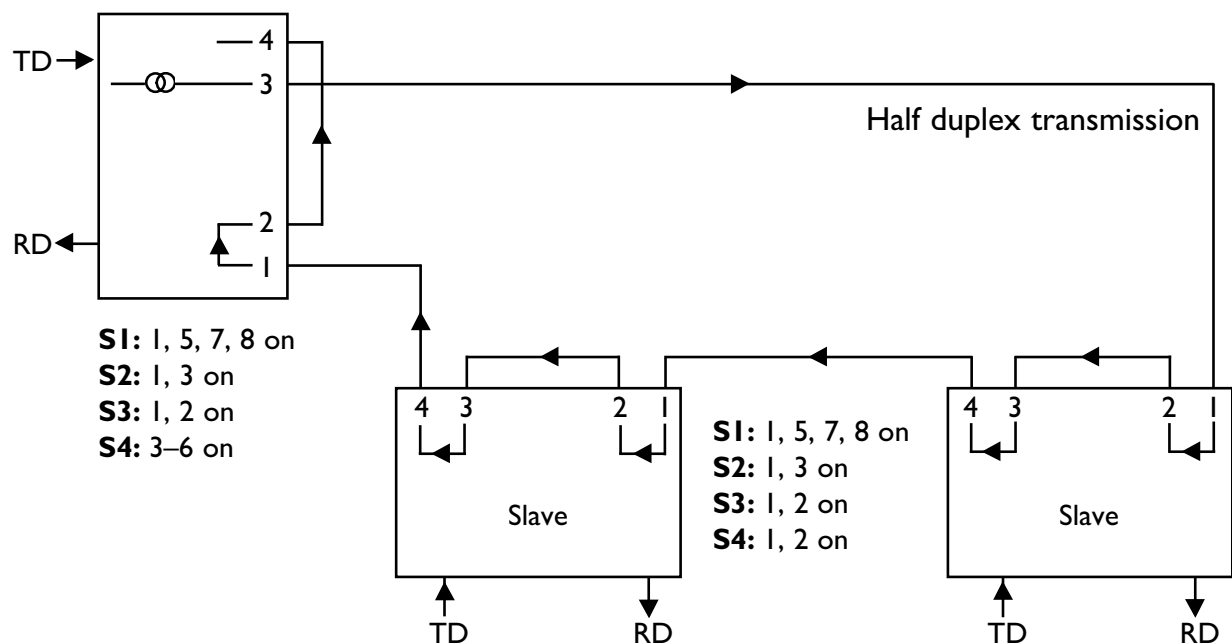 TD
4
3
Half duplex transmission
2
RD
1
S1: 1, 5, 7, 8 on
S2: 1, 3 on
S3: 1, 2 on
S4: 3–6 on
4 3 2 1
S1: 1, 5, 7, 8 on
S2: 1, 3 on
S3: 1, 2 on
S4: 1, 2 on
4 3 2 1
Slave
Slave
TD RD
TD RD